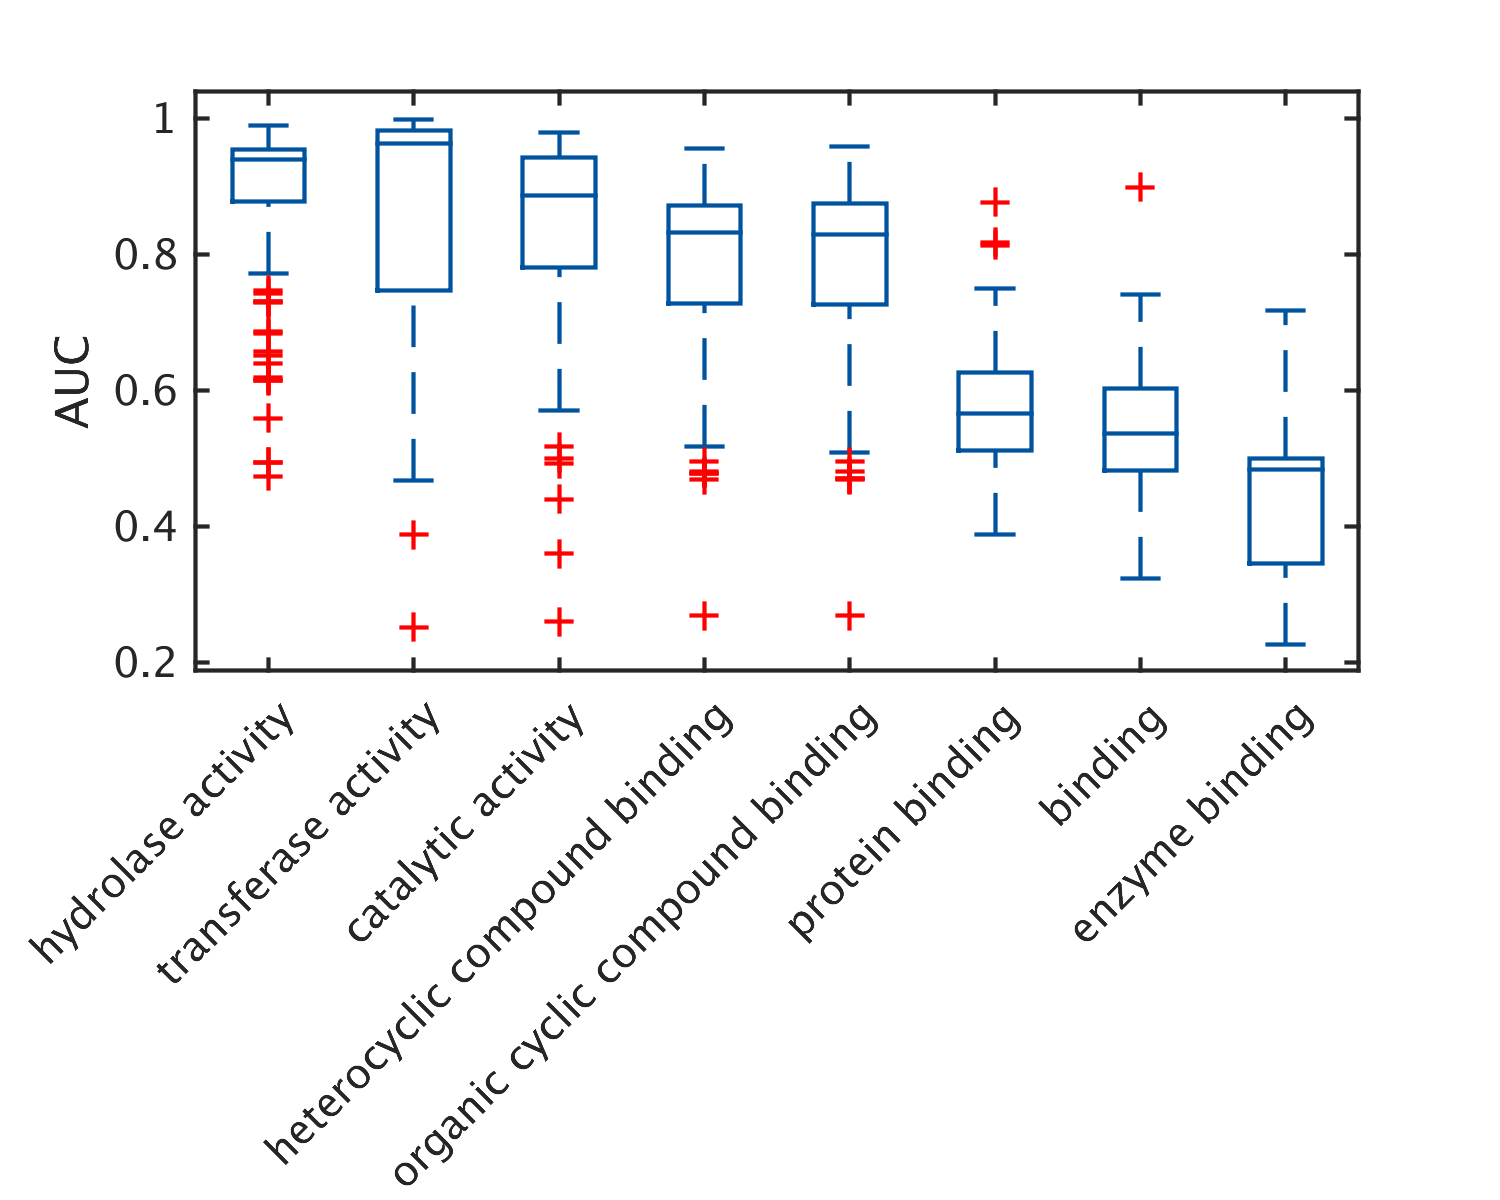 1
0.8
0.6
0.4
0.2
AUC
hydrolase activity
transferase activity
catalytic activity
heterocyclic compound binding
organic cyclic compound binding
protein binding
binding
enzyme binding